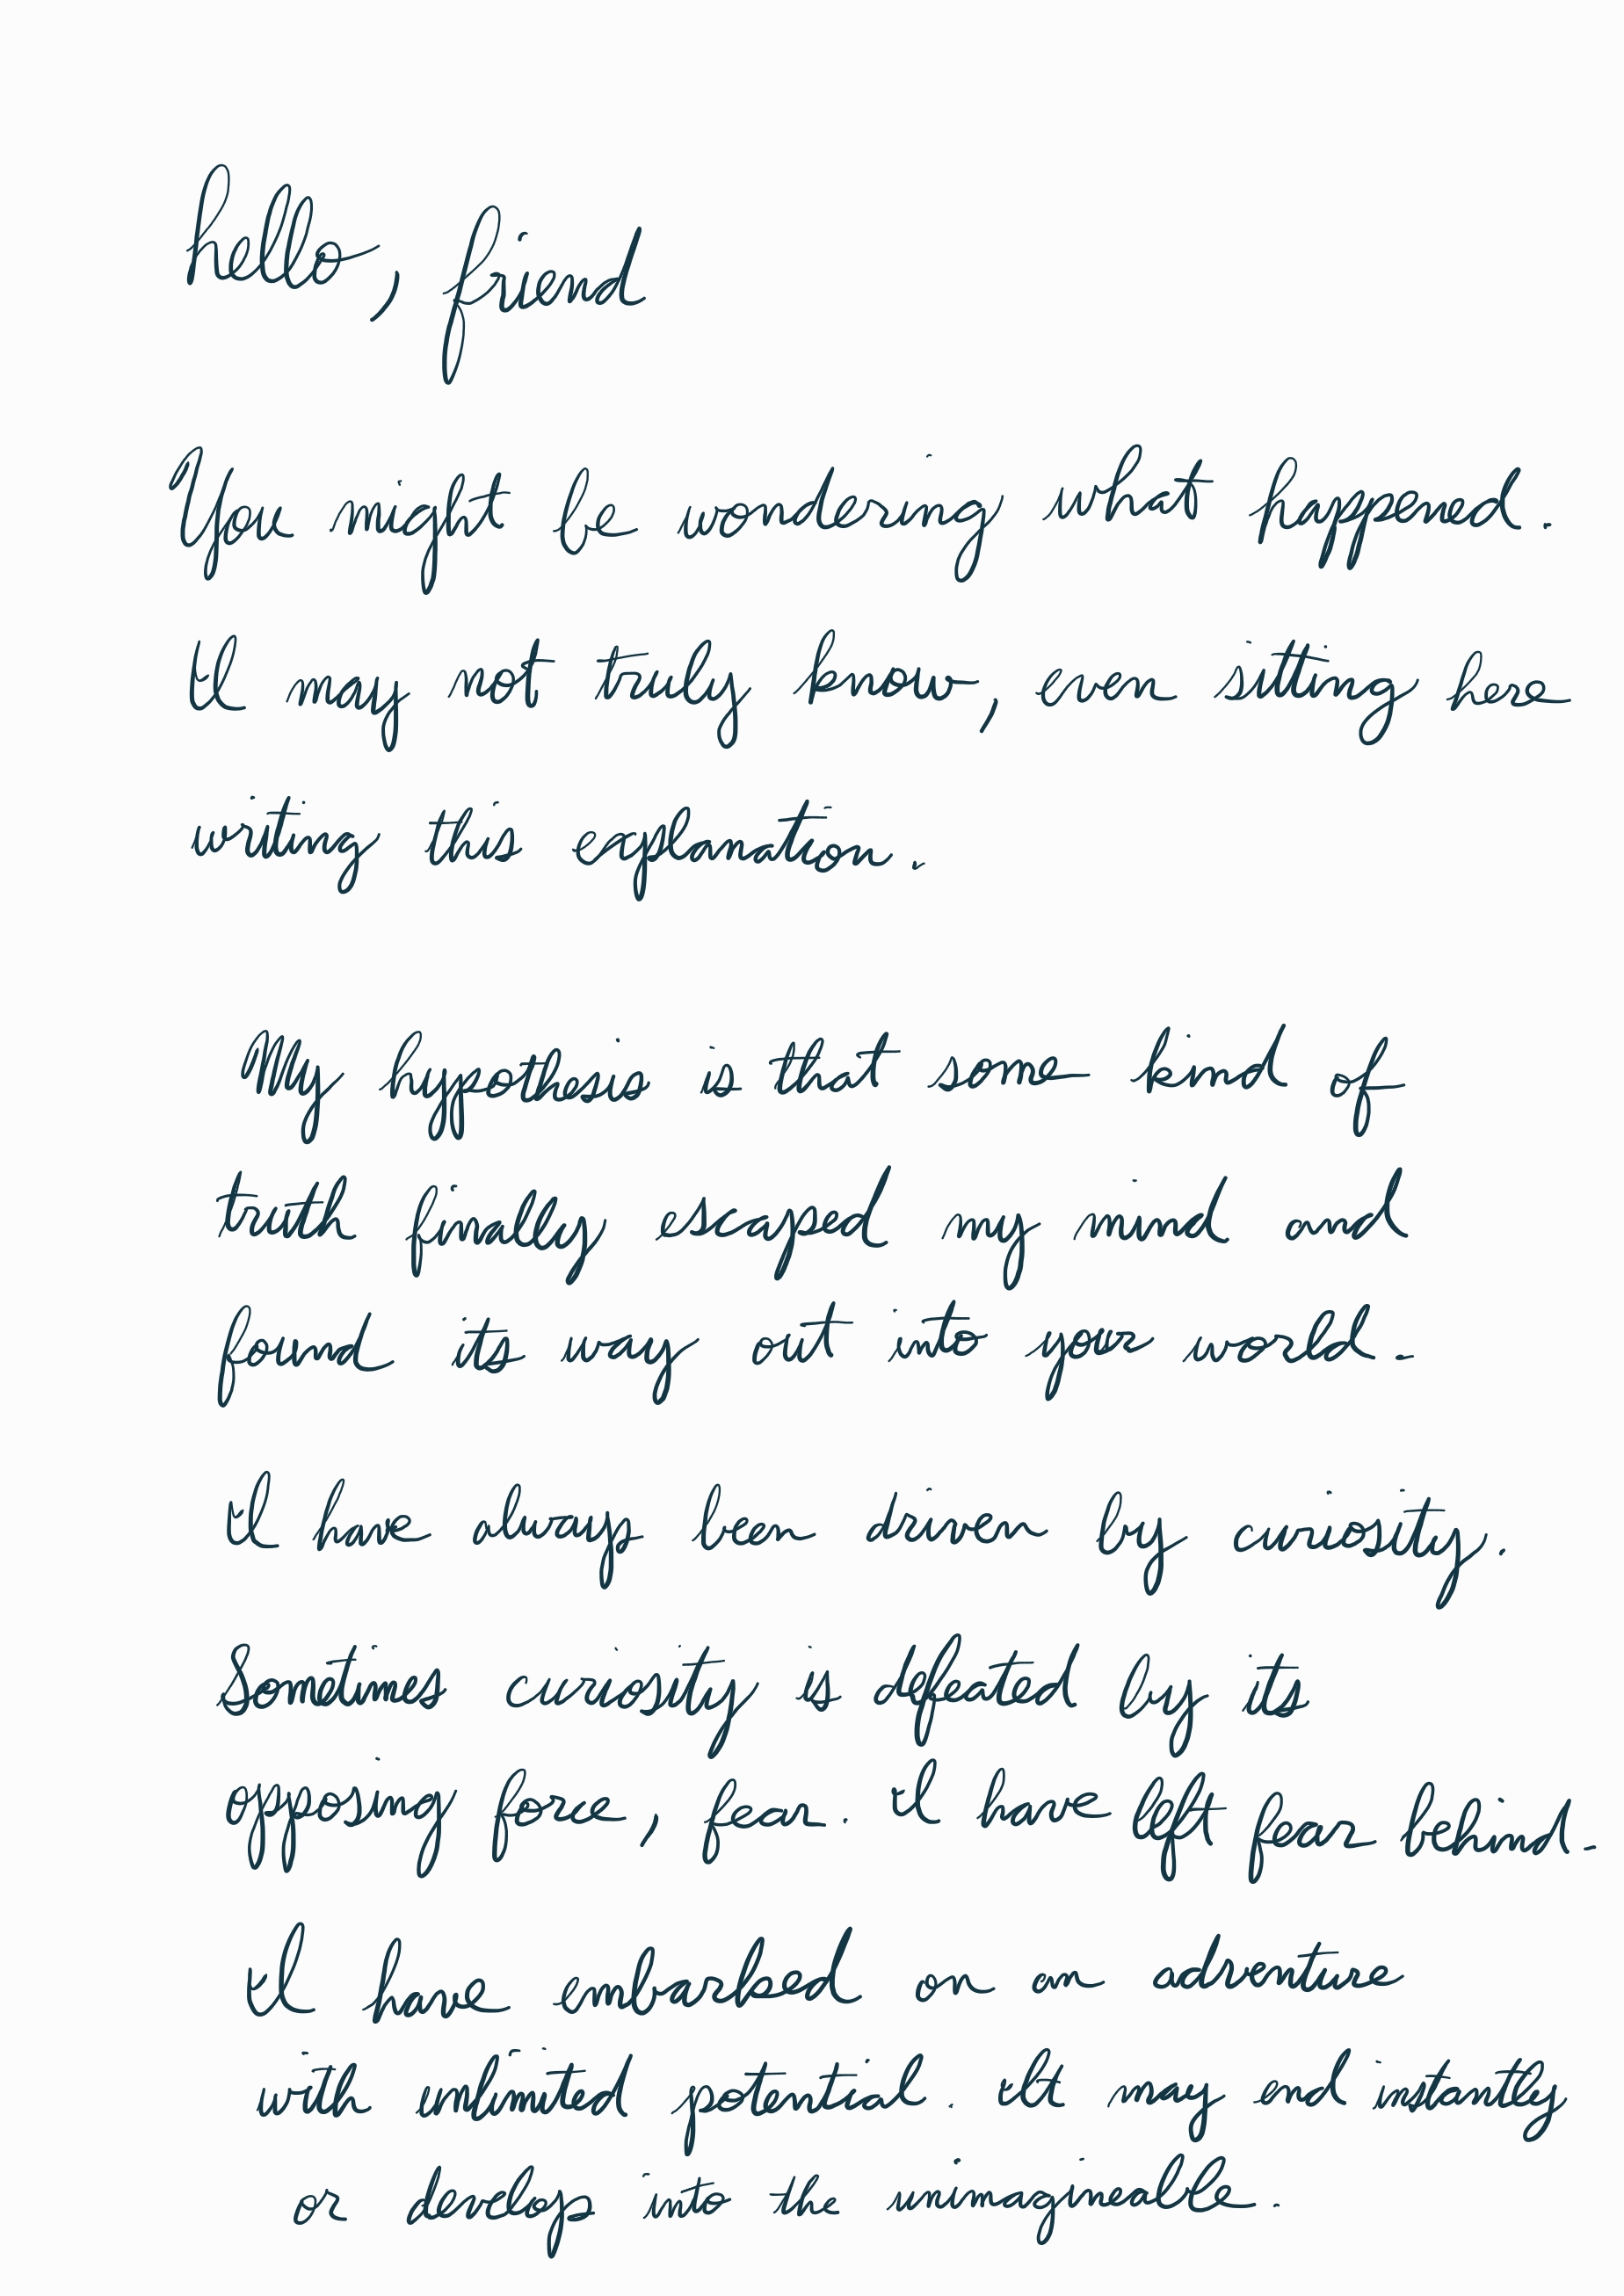 hello, friend
You might be wondering what happened.
I may not truly know, even sitting here
writing this explanation.
My hypothesis is that some kind of
truth finally escaped my mind and
found its way out into your world.
I have always been driven by curiosity.
Sometimes curiosity is defeated by its
opposing force, fear. I have left fear behind.
I have embarked on an adventure
with unlimited potential. It may end instantly
or develop into the unimagineable.